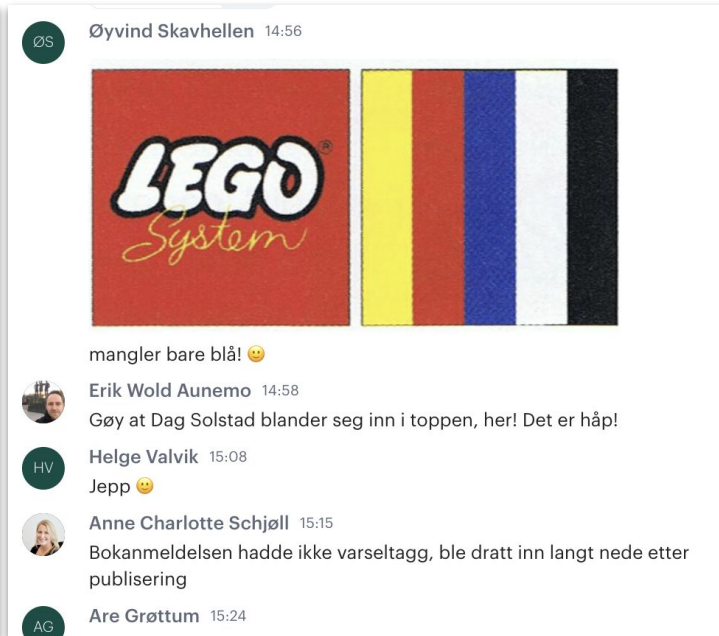 ØS
Øyvind Skavhellen 14:56
LEGO®
System
mangler bare blå! 🙂
Erik Wold Aunemo 14:58
Gøy at Dag Solstad blander seg inn i toppen, her! Det er håp!
HV
Helge Valvik 15:08
Jepp 🙂
Anne Charlotte Schjøll 15:15
Bokanmeldelsen hadde ikke varseltagg, ble dratt inn langt nede etter
publisering
AG
Are Grøttum 15:24